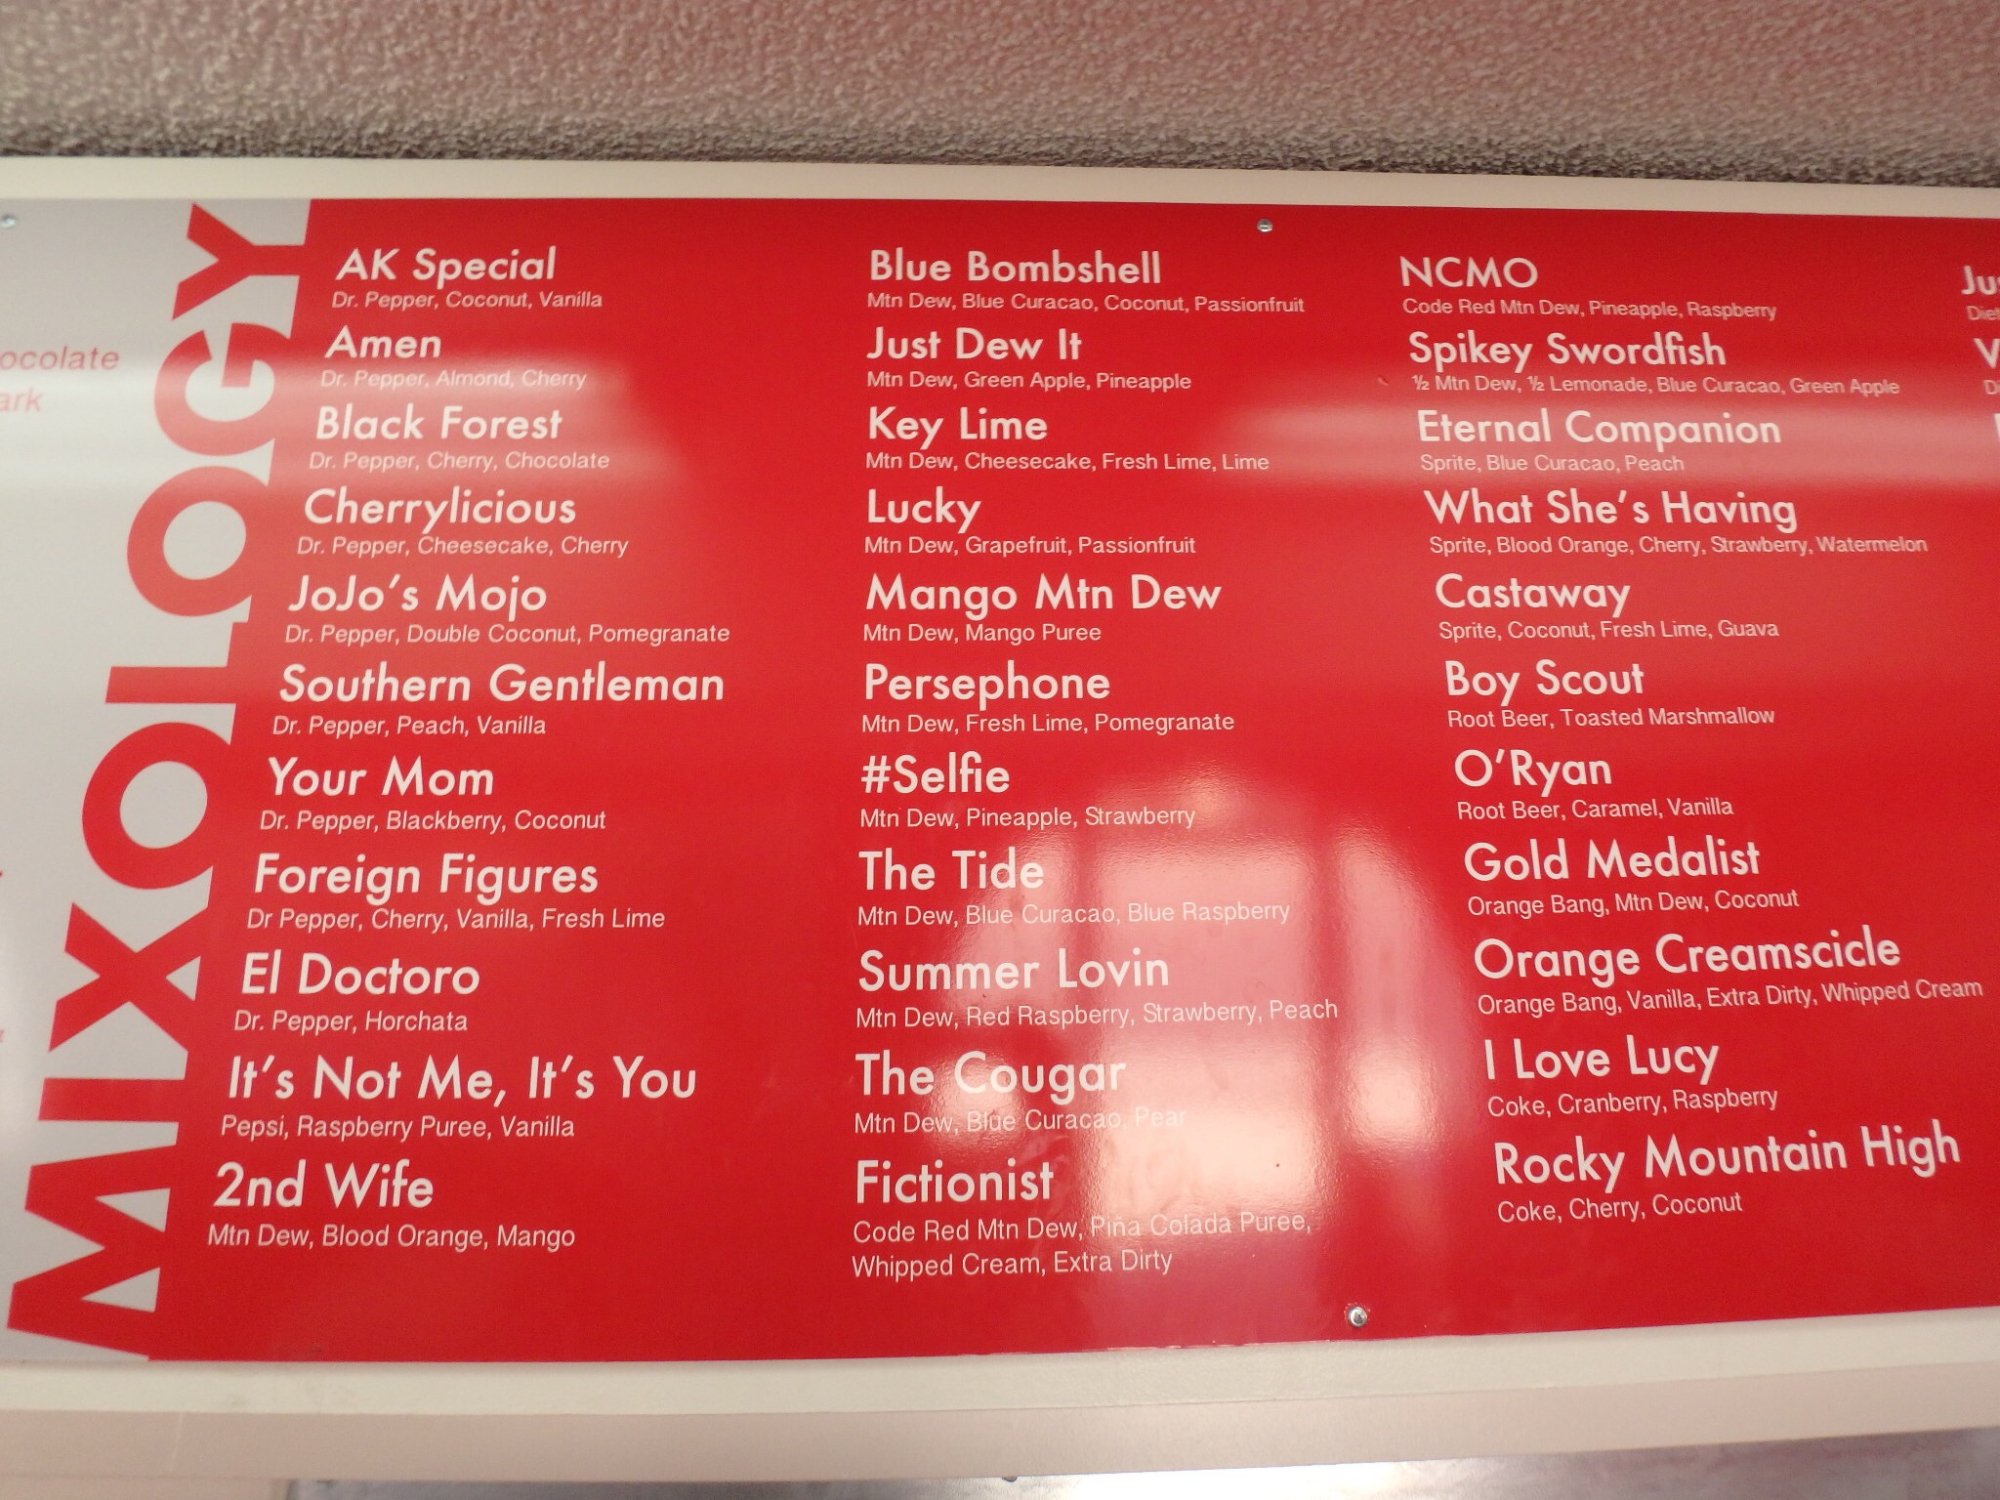 ocolate
ark
MIXOLOGY
AK Special
Dr. Pepper, Coconut, Vanilla
Amen
Dr. Pepper, Almond, Cherry
Black Forest
Dr. Pepper, Cherry, Chocolate
Cherrylicious
Dr. Pepper, Cheesecake, Cherry
JoJo's Mojo
Dr. Pepper, Double Coconut, Pomegranate
Southern Gentleman
Dr. Pepper, Peach, Vanilla
Your Mom
Dr. Pepper, Blackberry, Coconut
Foreign Figures
Dr Pepper, Cherry, Vanilla, Fresh Lime
El Doctoro
Dr. Pepper, Horchata
It's Not Me, It's You
Pepsi, Raspberry Puree, Vanilla
2nd Wife
Mtn Dew, Blood Orange, Mango
Blue Bombshell
Mtn Dew, Blue Curacao, Coconut, Passionfruit
Just Dew It
Mtn Dew, Green Apple, Pineapple
Key Lime
Mtn Dew, Cheesecake, Fresh Lime, Lime
Lucky
Mtn Dew, Grapefruit, Passionfruit
Mango Mtn Dew
Mtn Dew, Mango Puree
Persephone
Mtn Dew, Fresh Lime, Pomegranate
#Selfie
Mtn Dew, Pineapple, Strawberry
The Tide
Mtn Dew, Blue Curacao, Blue Raspberry
Summer Lovin
Mtn Dew, Red Raspberry, Strawberry, Peach
The Cougar
Mtn Dew, Blue Curacao, Pear
Fictionist
Code Red Mtn Dew, Piña Colada Puree,
Whipped Cream, Extra Dirty
NCMO
Code Red Mtn Dew, Pineapple, Raspberry
Spikey Swordfish
½ Mtn Dew, ½ Lemonade, Blue Curacao, Green Apple
Eternal Companion
Sprite, Blue Curacao, Peach
What She's Having
Sprite, Blood Orange, Cherry, Strawberry, Watermelon
Castaway
Sprite, Coconut, Fresh Lime, Guava
Boy Scout
Root Beer, Toasted Marshmallow
O'Ryan
Root Beer, Caramel, Vanilla
Gold Medalist
Orange Bang, Mtn Dew, Coconut
Orange Creamscicle
Orange Bang, Vanilla, Extra Dirty, Whipped Cream
I Love Lucy
Coke, Cranberry, Raspberry
Rocky Mountain High
Coke, Cherry, Coconut
Ju
Die
V
D